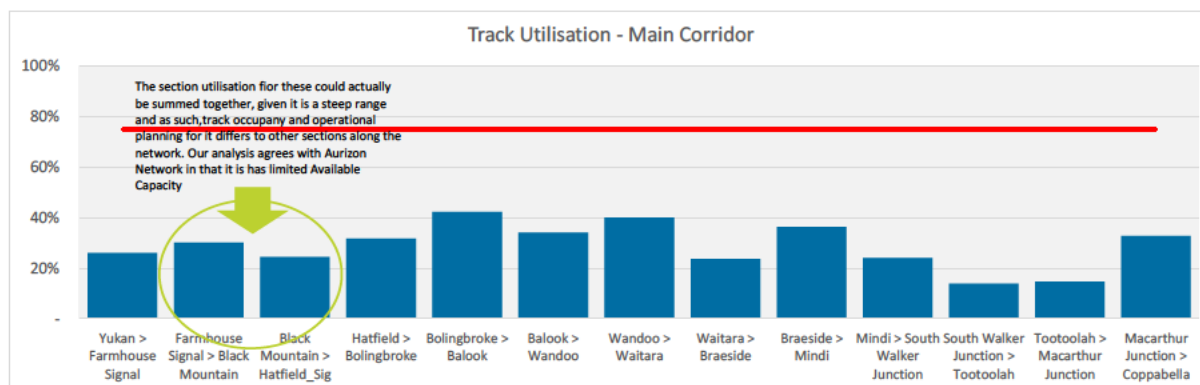 Track Utilisation - Main Corridor
100%
80%
60%
40%
20%
-
The section utilisation fior these could actually
be summed together, given it is a steep range
and as such,track occupany and operational
planning for it differs to other sections along the
network. Our analysis agrees with Aurizon
Network in that it is has limited Available
Capacity
Yukan >
Farmhouse
Signal
Farmhouse
Signal > Black
Mountain
Black
Mountain >
Hatfield_Sig
Hatfield >
Bolingbroke
Bolingbroke >
Balook
Balook >
Wandoo
Wandoo >
Waitara
Waitara >
Braeside
Braeside >
Mindi
Mindi > South
Walker
Junction
South Walker
Junction >
Tootoolah
Tootoolah >
Macarthur
Junction
Macarthur
Junction >
Coppabella